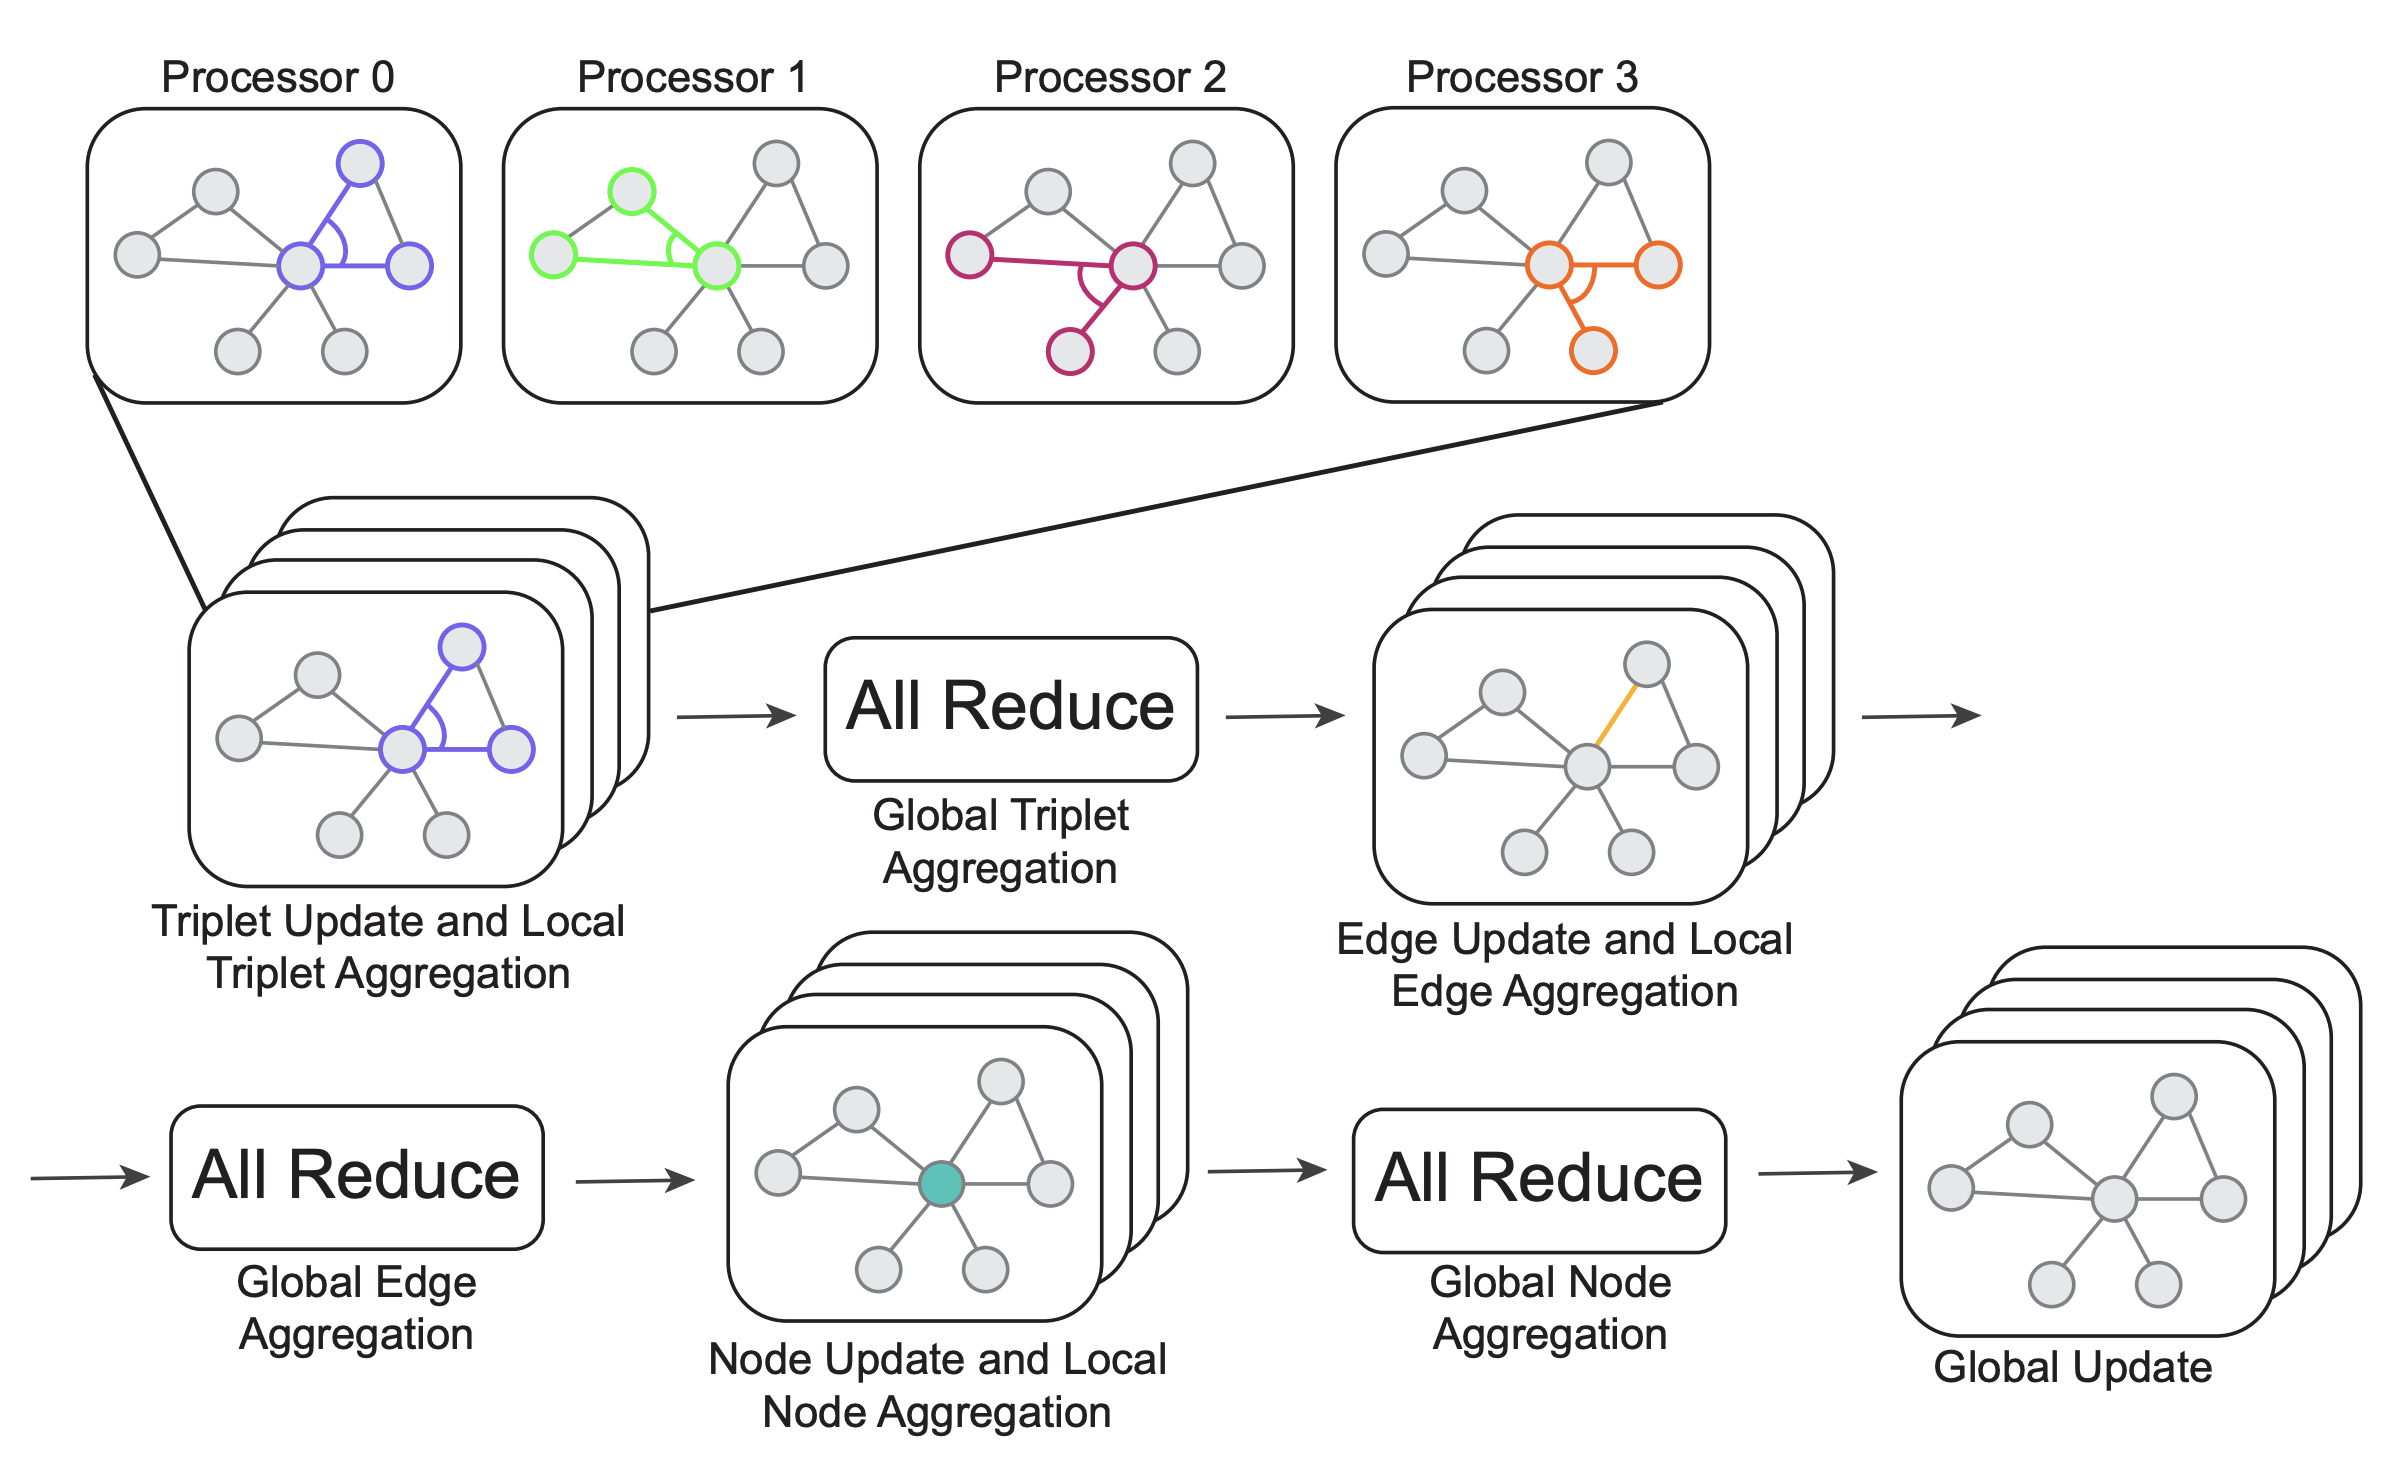 Processor 0
Processor 1
Processor 2
Processor 3
All Reduce
Global Triplet
Aggregation
Triplet Update and Local
Triplet Aggregation
Edge Update and Local
Edge Aggregation
All Reduce
Global Edge
Aggregation
Node Update and Local
Node Aggregation
All Reduce
Global Node
Aggregation
Global Update